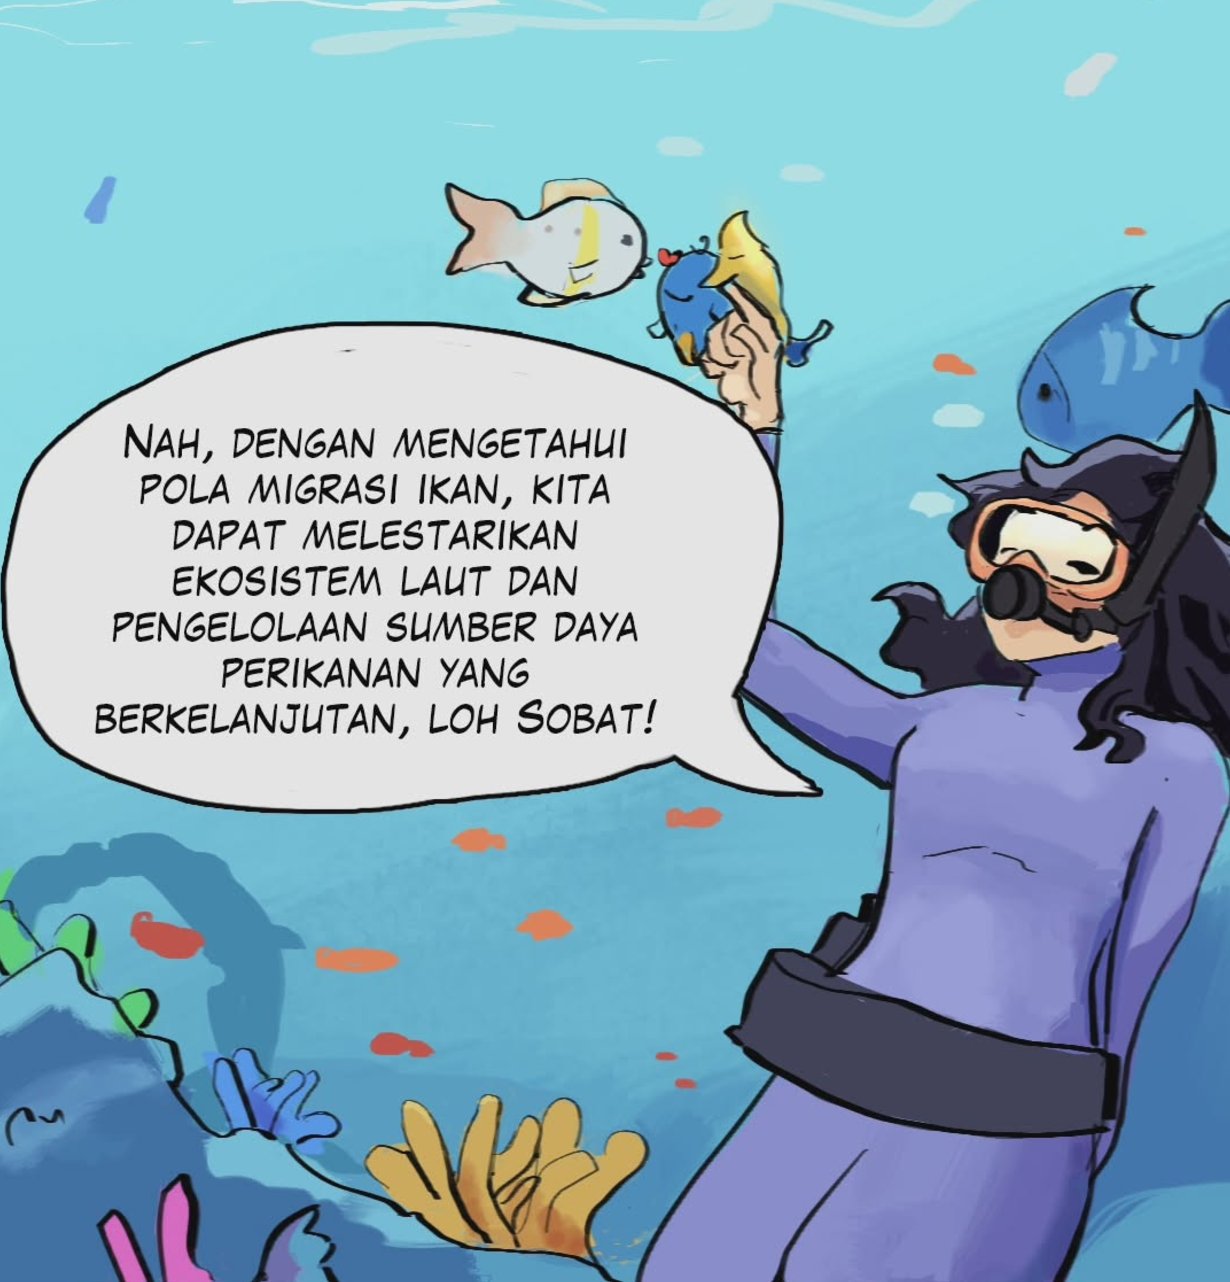 NAH, DENGAN MENGETAHUI
POLA MIGRASI IKAN, KITA
DAPAT MELESTARIKAN
EKOSISTEM LAUT DAN
PENGELOLAAN SUMBER DAYA
PERIKANAN YANG
BERKELANJUTAN, LOH SOBAT!